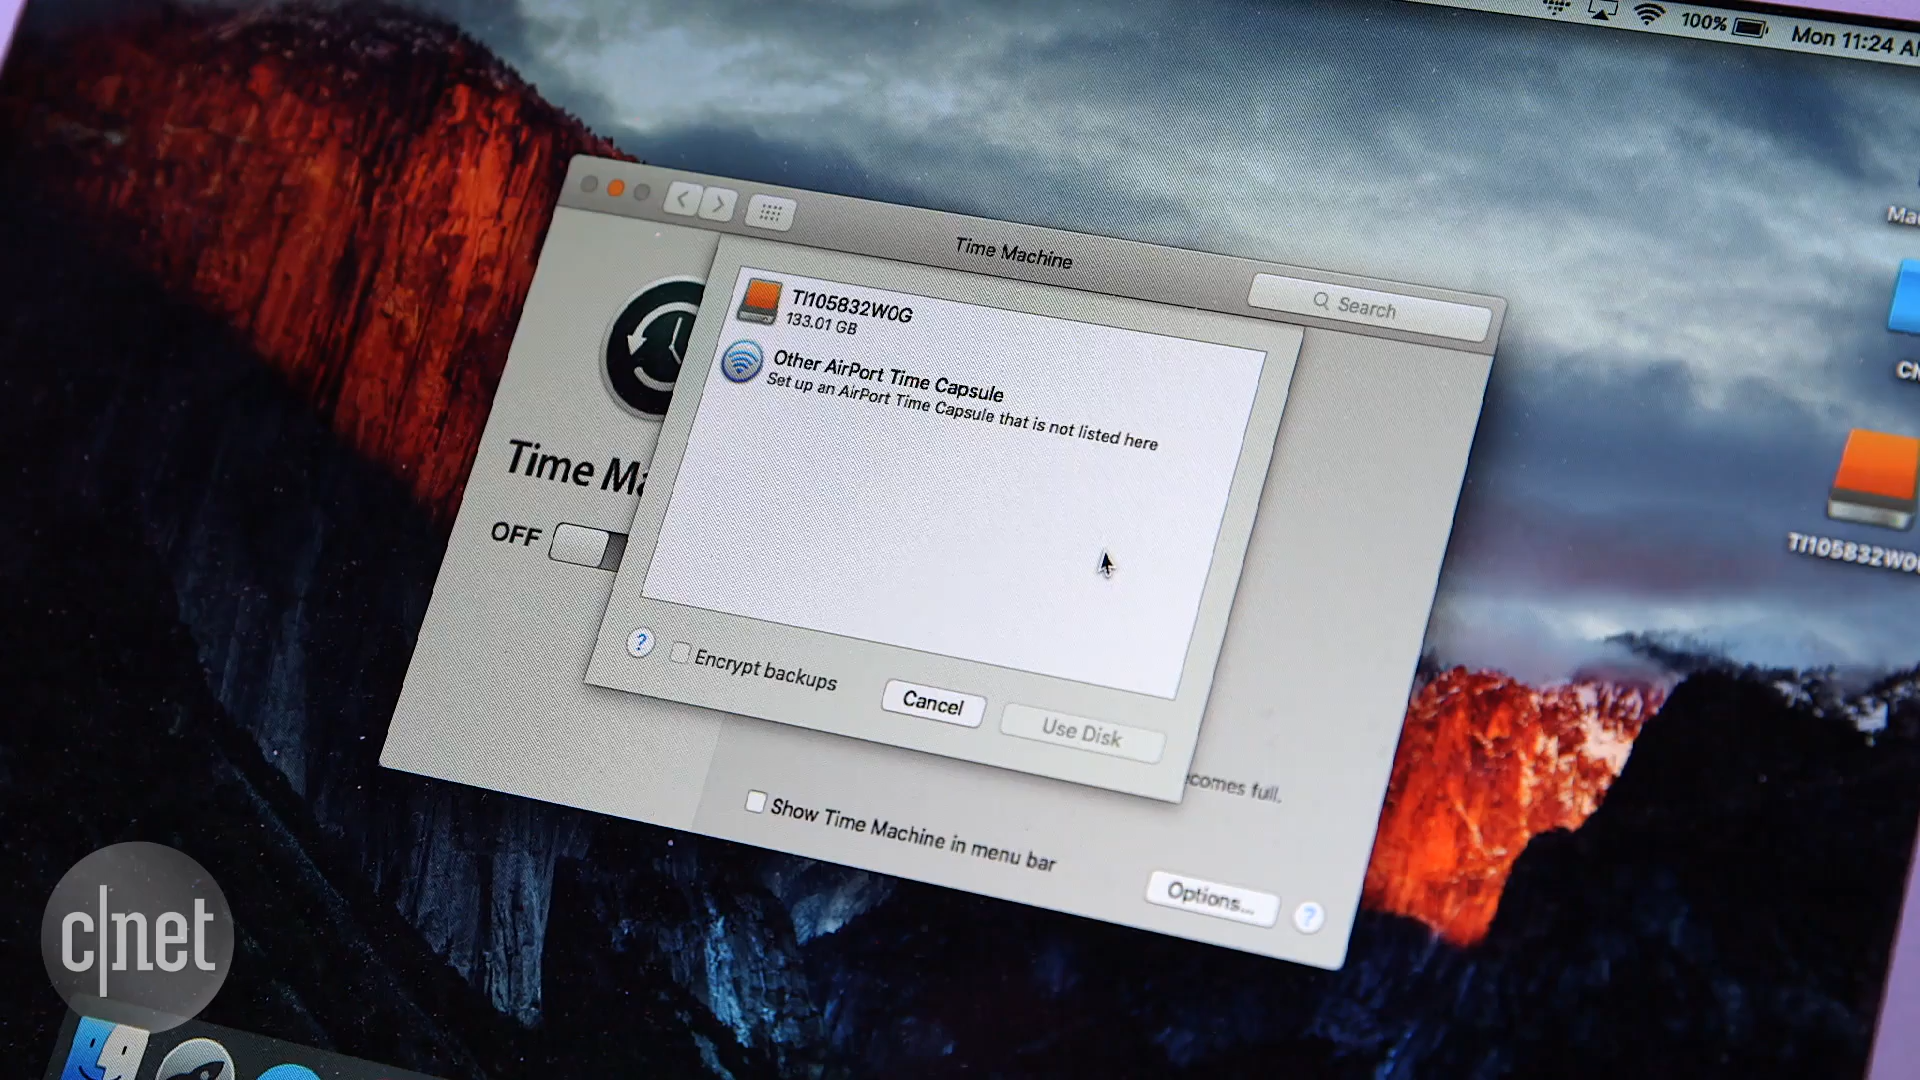 100%
Mon 11:24
Time Machine
Search
TI105832W0G
133.01 GB
Other AirPort Time Capsule
Set up an AirPort Time Capsule that is not listed here
Time Ma
OFF
TI105832W0
?
Encrypt backups
Cancel
Use Disk
comes full.
Show Time Machine in menu bar
Options...
?
c|net